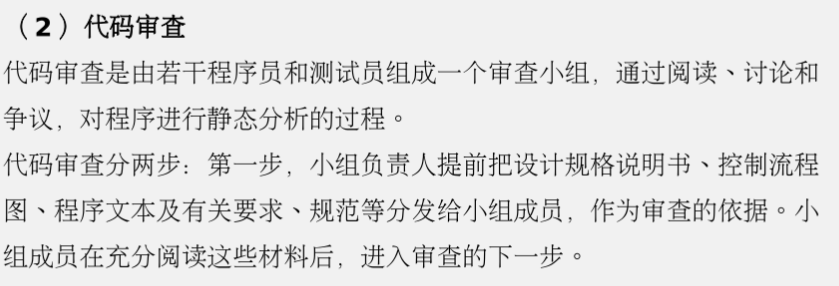 （2）代码审查
代码审查是由若干程序员和测试员组成一个审查小组，通过阅读、讨论和
争议，对程序进行静态分析的过程。
代码审查分两步：第一步，小组负责人提前把设计规格说明书、控制流程
图、程序文本及有关要求、规范等分发给小组成员，作为审查的依据。小
组成员在充分阅读这些材料后，进入审查的下一步。